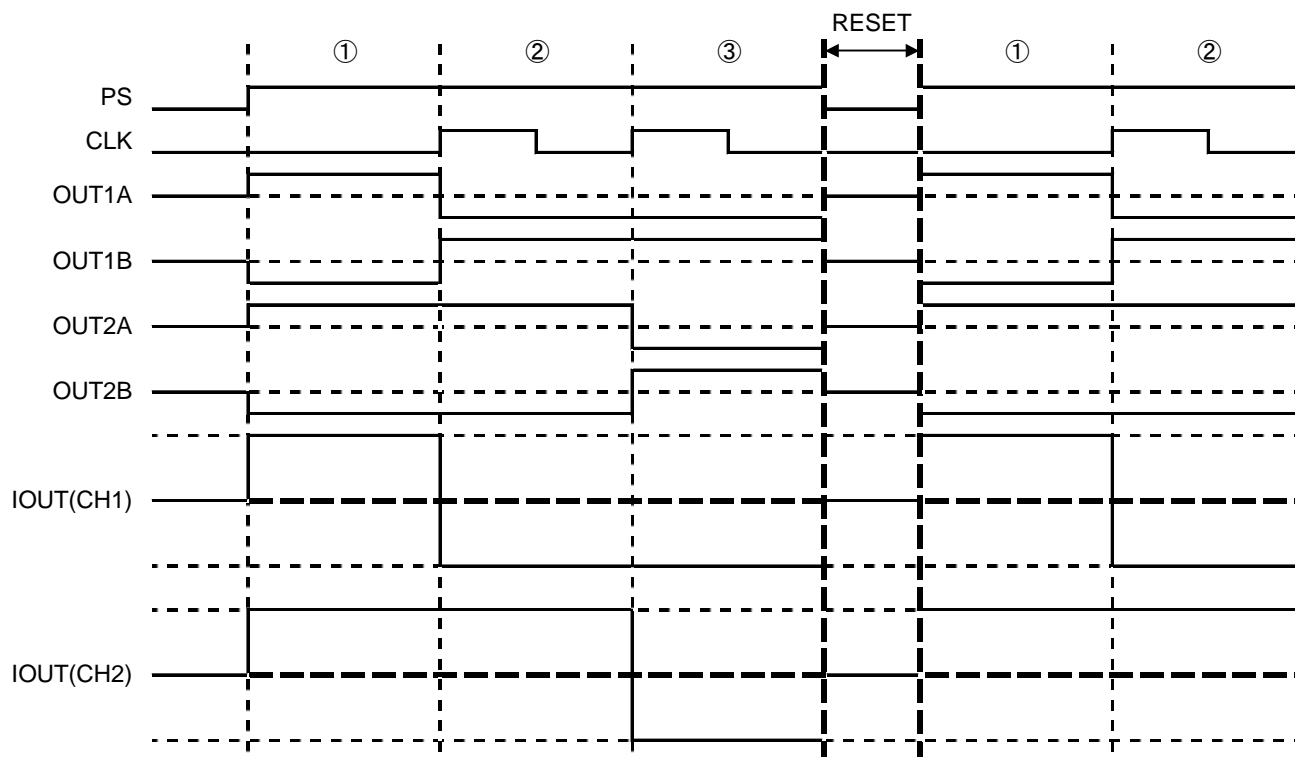 RESET
① ② ③ ① ②
PS
CLK
OUT1A
OUT1B
OUT2A
OUT2B
IOUT(CH1)
IOUT(CH2)